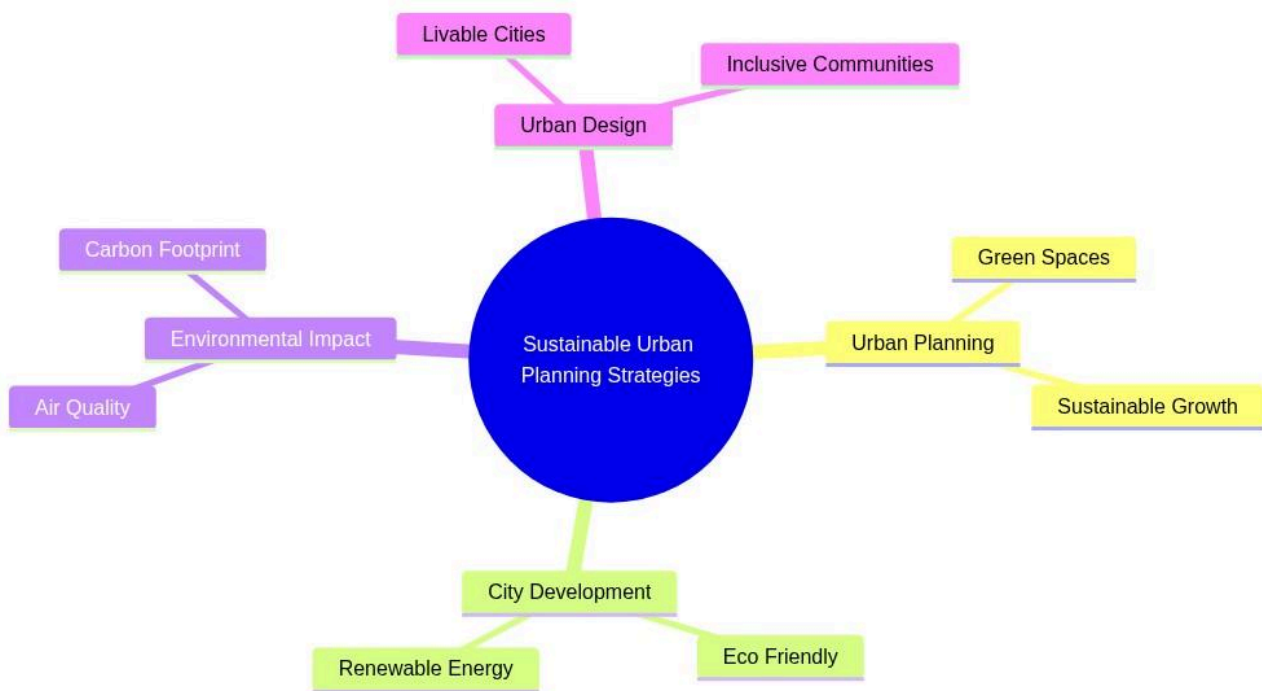 Livable Cities
Inclusive Communities
Urban Design
Carbon Footprint
Green Spaces
Environmental Impact
Sustainable Urban
Planning Strategies
Urban Planning
Air Quality
Sustainable Growth
City Development
Renewable Energy
Eco Friendly